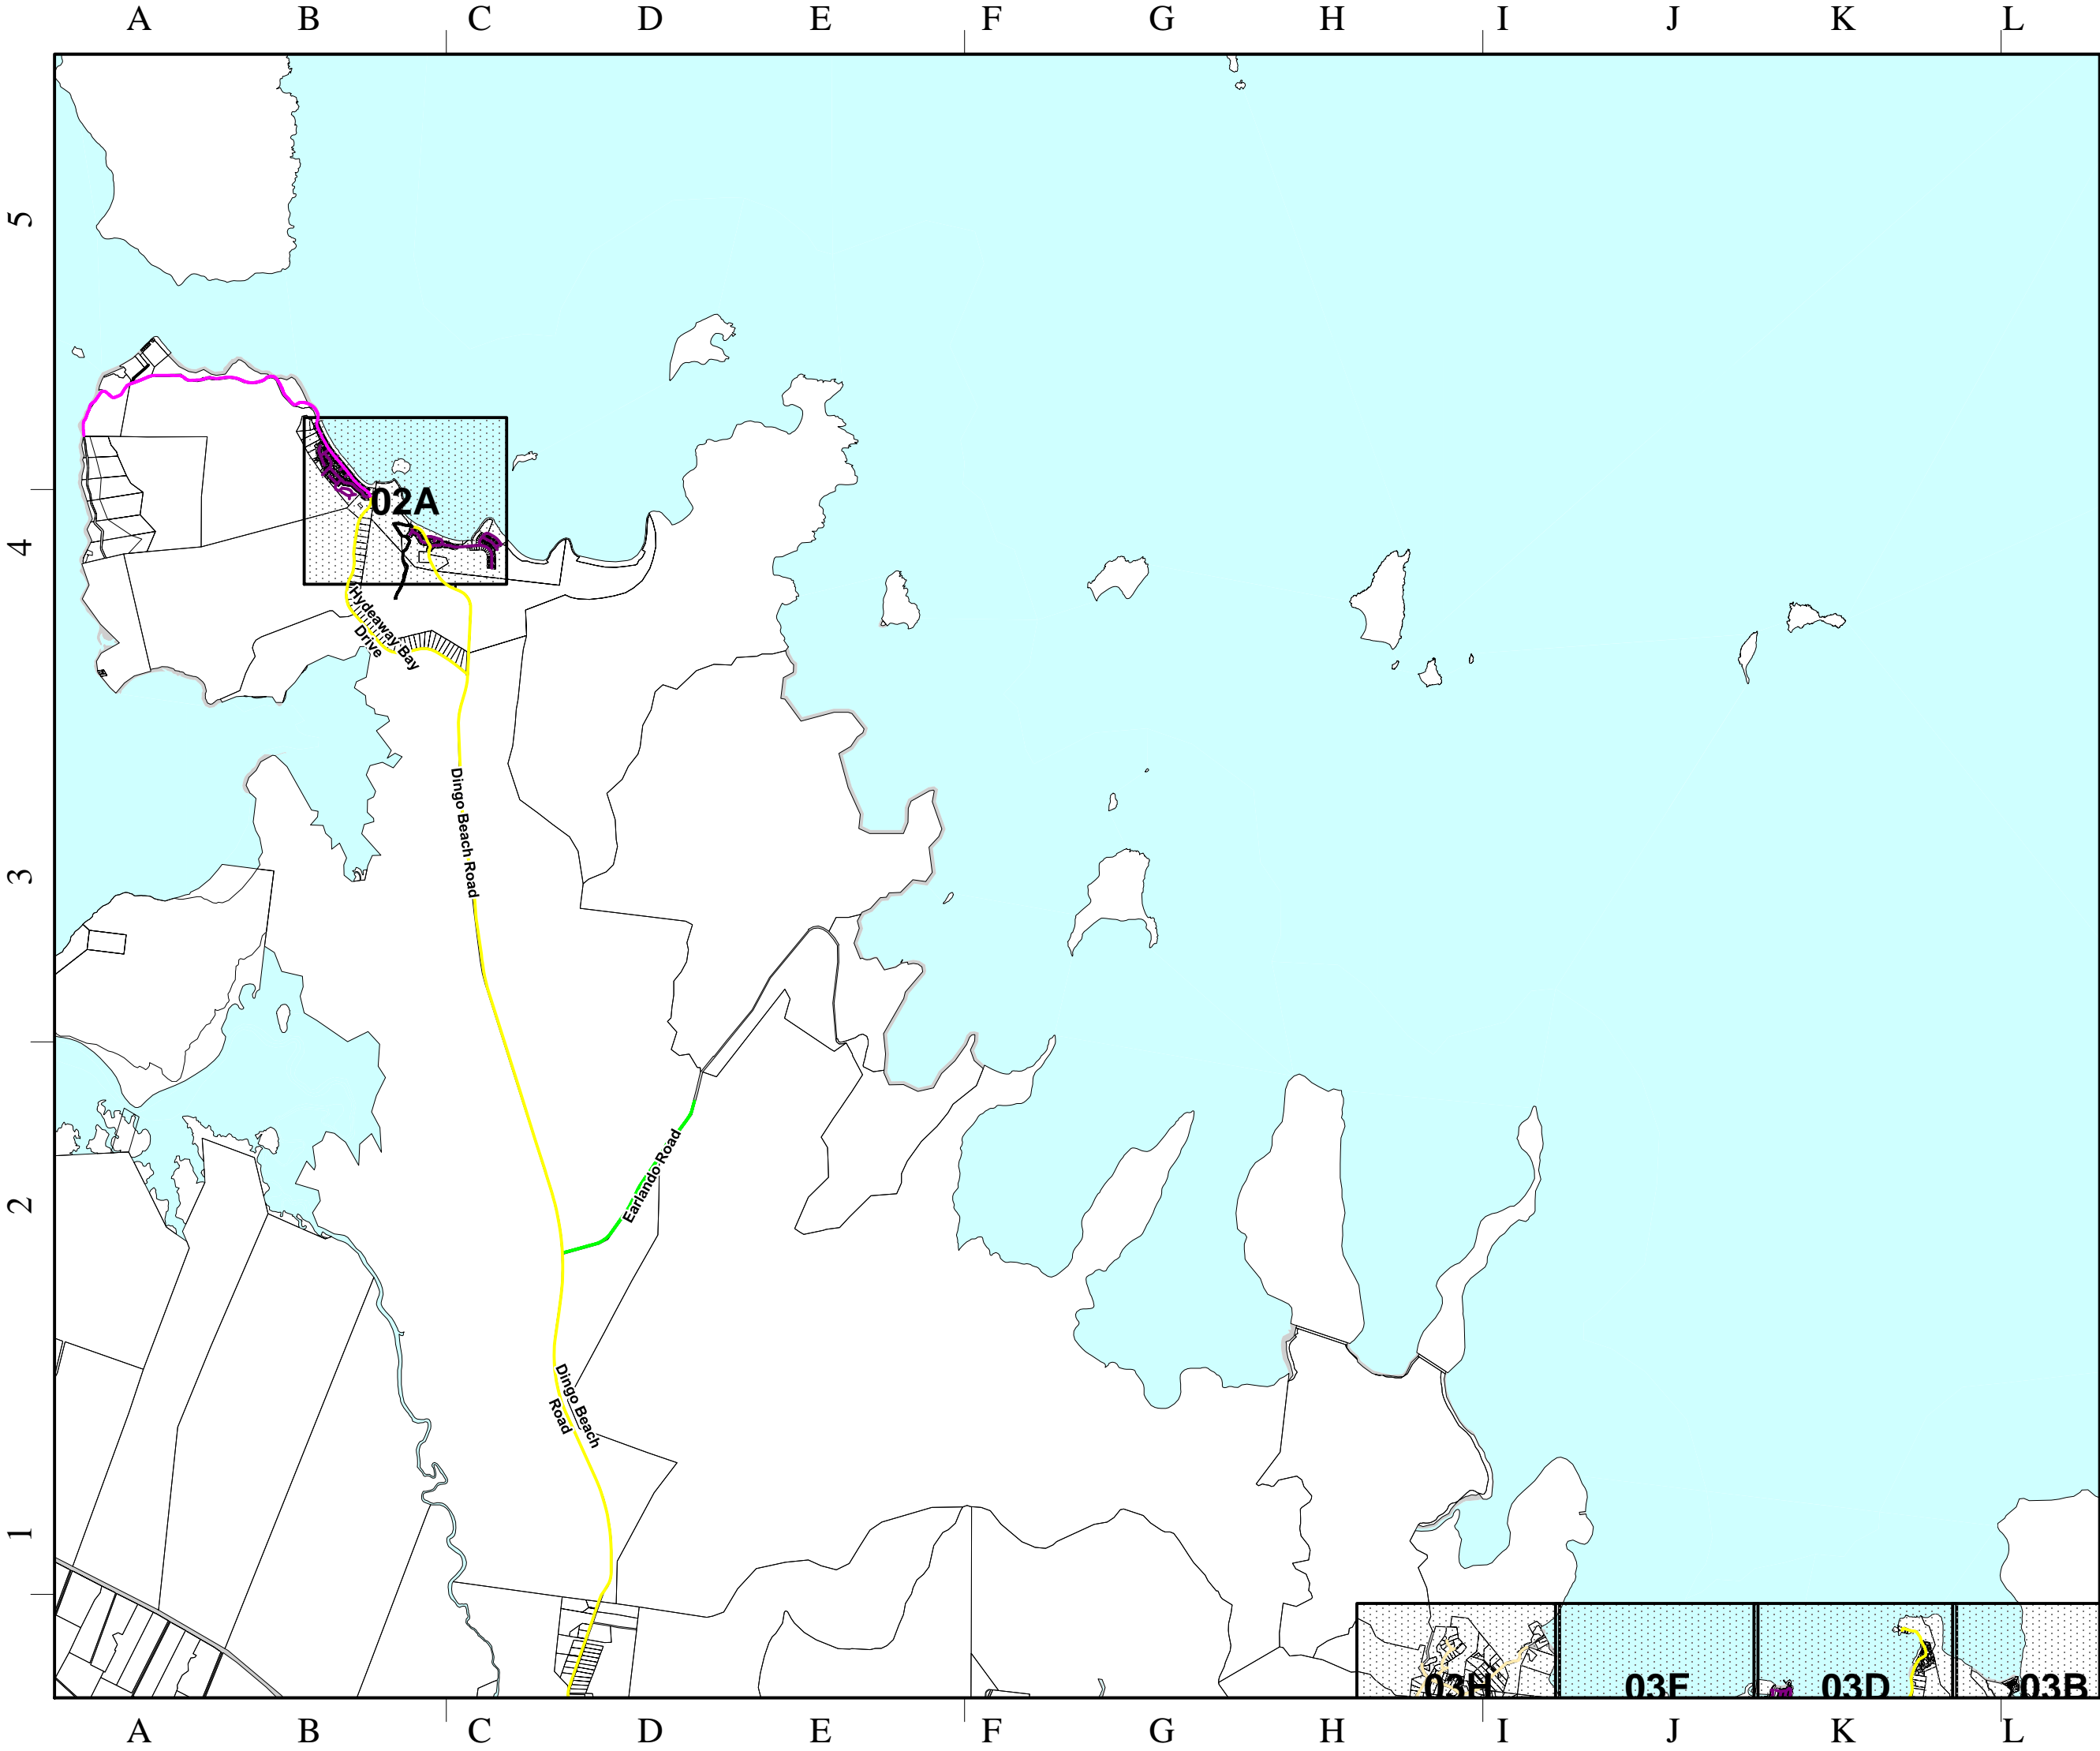 A B C D E F G H I J K L
5
4
3
2
1
02A
Hydeaway Bay
Drive
Dingo Beach Road
Earlando Road
Dingo Beach
Road
03H 03F 03D 03B
A B C D E F G H I J K L